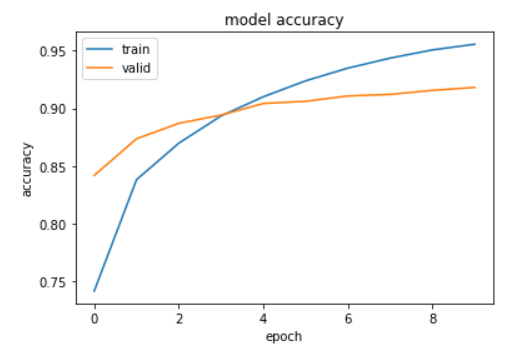 model accuracy
train
valid
0.95
0.90
0.85
0.80
0.75
accuracy
0 2 4 6 8
epoch